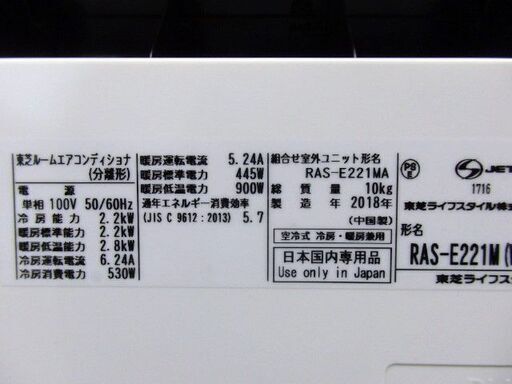 東芝ルームエアコンディショナ
(分離形)
電 源
単相 100V 50/60Hz
冷 房 能 力 2.2kW
暖房標準能力 2.2kW
暖房低温能力 2.8kW
冷房運転電流 6.24A
冷房消費電力 530W
暖房運転電流 5.24A
暖房標準電力 445W
暖房低温電力 900W
通年エネルギー消費効率
(JIS C 9612:2013) 5.7
組合せ室外ユニット形名
RAS-E221MA
質 量 10kg
製 造 年 2018年
(中国製)
空冷式 冷房・暖房兼用
日本国内専用品
Use only in Japan
PS
E
JET
1716
東芝ライフスタイル株式
形名
RAS-E221M(
東芝ライフス